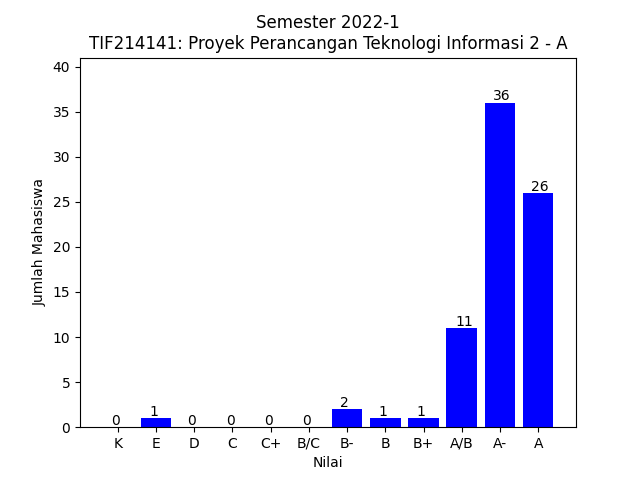 Semester 2022-1
TIF214141: Proyek Perancangan Teknologi Informasi 2 - A
40
35
30
25
20
15
10
5
0
Jumlah Mahasiswa
0 1 0 0 0 0 2 1 1 11 36 26
K E D C C+ B/C B- B B+ A/B A- A
Nilai